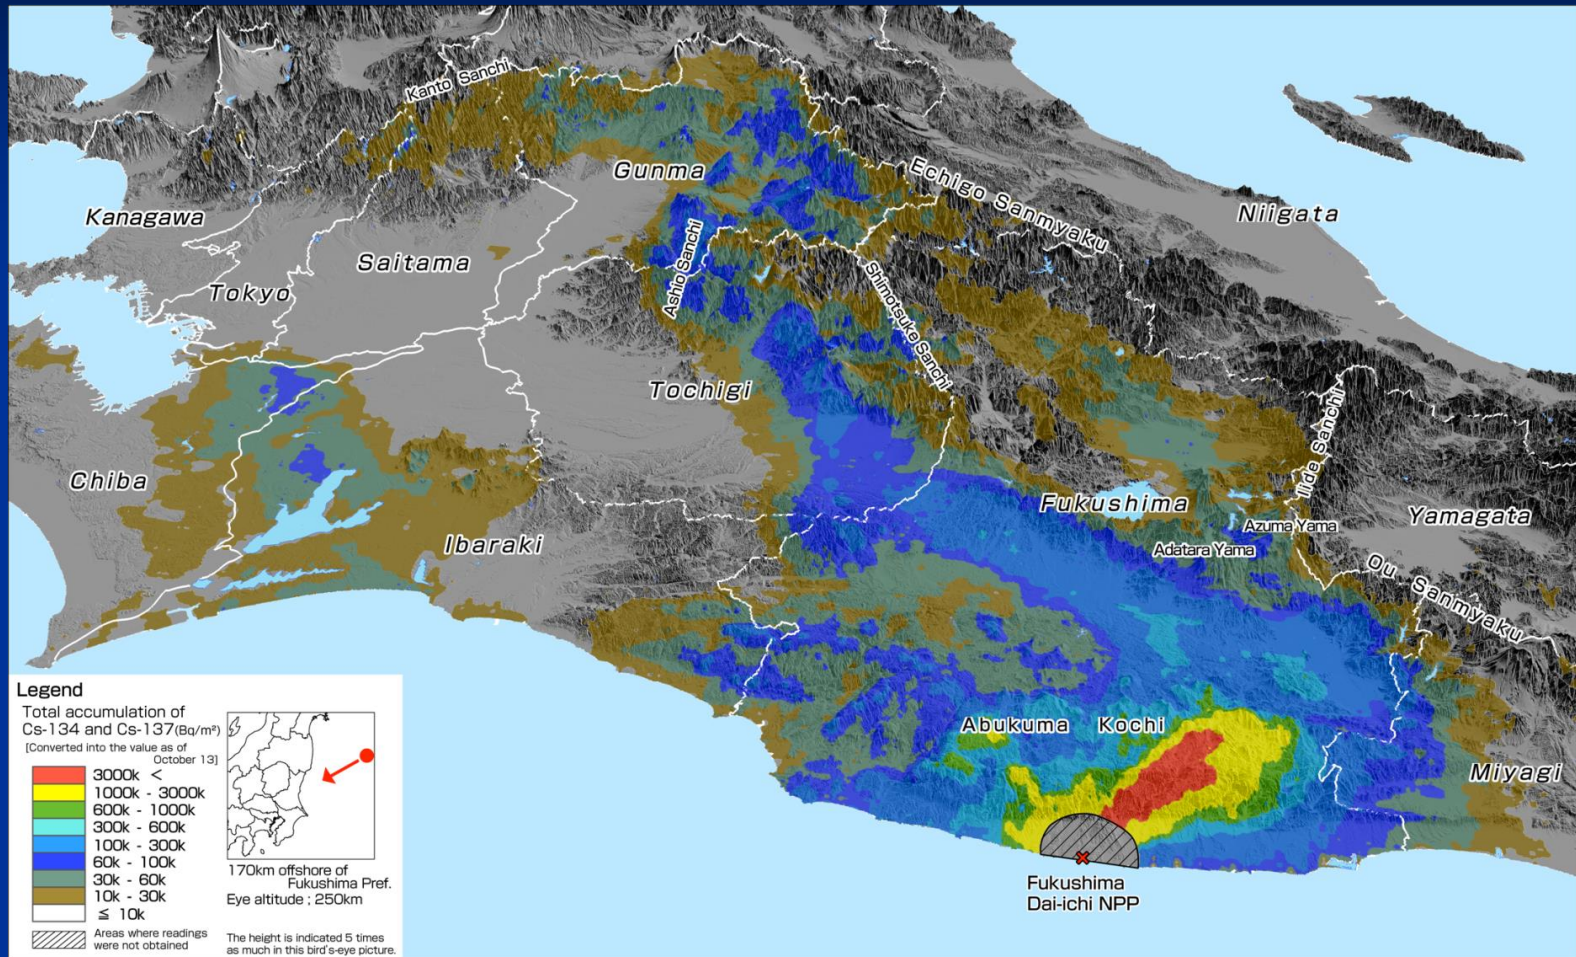 Kanto Sanchi
Gunma
Echigo Sanmyaku
Niigata
Kanagawa
Saitama
Tokyo
Ashio Sanchi
Shimotsuke Sanchi
Tochigi
Chiba
Ibaraki
Fukushima
Iide Sanchi
Yamagata
Azuma Yama
Adatara Yama
Ou Sanmyaku
Abukuma Kochi
Miyagi
Fukushima
Dai-ichi NPP
Legend
Total accumulation of
Cs-134 and Cs-137(Bq/m²)
[Converted into the value as of
October 13]
3000k <
1000k - 3000k
600k - 1000k
300k - 600k
100k - 300k
60k - 100k
30k - 60k
10k - 30k
≦ 10k
Areas where readings
were not obtained
170km offshore of
Fukushima Pref.
Eye altitude ; 250km
The height is indicated 5 times
as much in this bird's-eye picture.